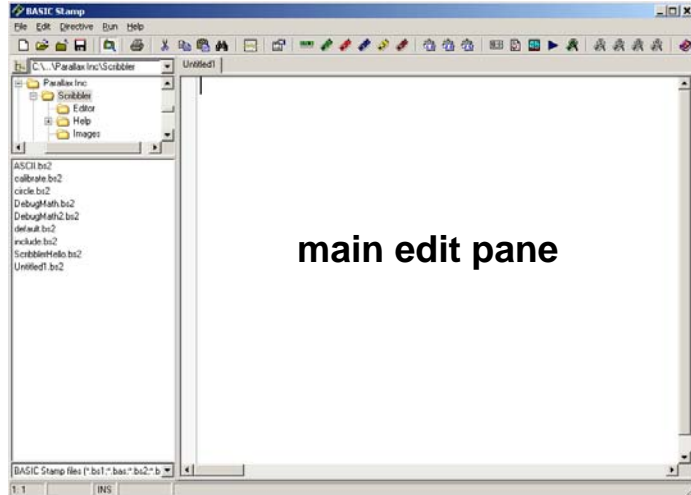 BASIC Stamp
File Edit Directive Run Help
C:\...\Parallax Inc\Scribbler
Untitled1
Parallax Inc
Scribbler
Editor
Help
Images
ASCII.bs2
calibrate.bs2
circle.bs2
DebugMath.bs2
DebugMath2.bs2
default.bs2
include.bs2
ScribblerHello.bs2
Untitled1.bs2
main edit pane
BASIC Stamp files (*.bs1;*.bas;*.bs2;*.b
1: 1 INS